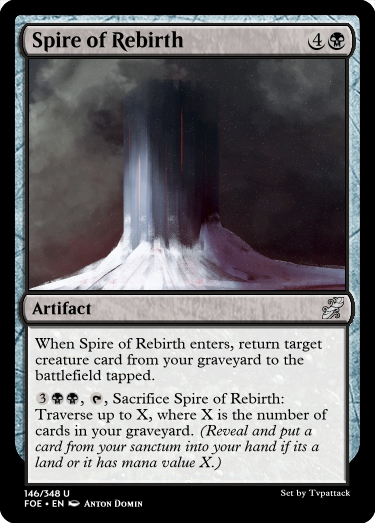 Spire of Rebirth 4
Artifact
When Spire of Rebirth enters, return target
creature card from your graveyard to the
battlefield tapped.
3 , , Sacrifice Spire of Rebirth:
Traverse up to X, where X is the number of
cards in your graveyard. (Reveal and put a
card from your sanctum into your hand if its a
land or it has mana value X.)
146/348 U
Set by Tvpattack
FOE • EN Anton Domin